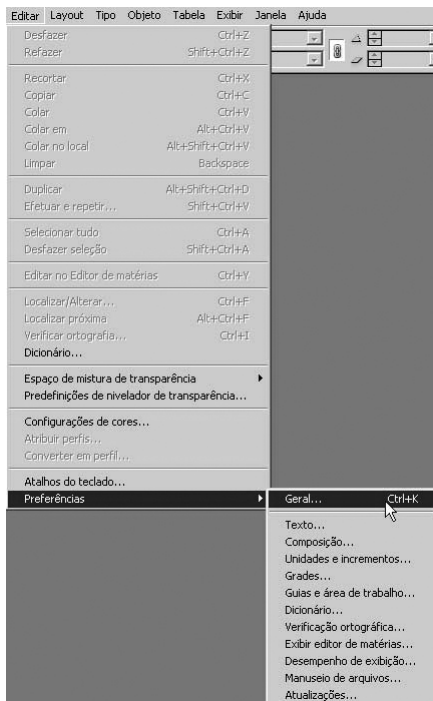 Editar Layout Tipo Objeto Tabela Exibir Janela Ajuda
Desfazer Ctrl+Z
Refazer Shift+Ctrl+Z
Recortar Ctrl+X
Copiar Ctrl+C
Colar Ctrl+V
Colar em Alt+Ctrl+V
Colar no local Alt+Shift+Ctrl+V
Limpar Backspace
Duplicar Alt+Shift+Ctrl+D
Efetuar e repetir... Shift+Ctrl+V
Selecionar tudo Ctrl+A
Desfazer seleção Shift+Ctrl+A
Editar no Editor de matérias Ctrl+Y
Localizar/Alterar... Ctrl+F
Localizar próxima Alt+Ctrl+F
Verificar ortografia... Ctrl+I
Dicionário...
Espaço de mistura de transparência
Predefinições de nivelador de transparência...
Configurações de cores...
Atribuir perfis...
Converter em perfil...
Atalhos do teclado...
Preferências
Geral... Ctrl+K
Texto...
Composição...
Unidades e incrementos...
Grades...
Guias e área de trabalho...
Dicionário...
Verificação ortográfica...
Exibir editor de matérias...
Desempenho de exibição...
Manuseio de arquivos...
Atualizações...